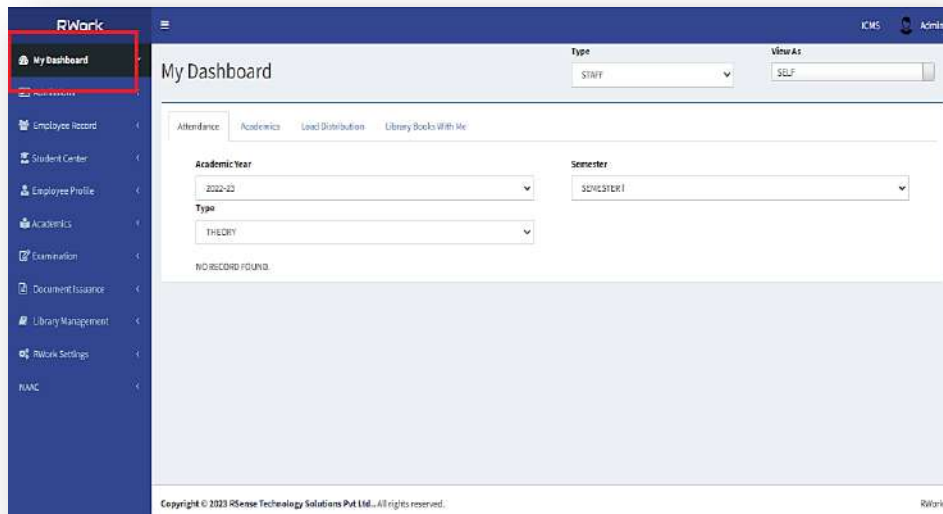 RWork
ICMS Admin
My Dashboard
Employee Record
Student Center
Employee Profile
Academics
Examination
Document Issuance
Library Management
RWork Settings
NAAC
My Dashboard
Type
STAFF
View As
SELF
Attendance Academics Load Distribution Library Books With Me
Academic Year
2022-23
Semester
SEMESTER I
Type
THEORY
NO RECORD FOUND.
Copyright © 2023 RSense Technology Solutions Pvt Ltd.. All rights reserved.
RWork